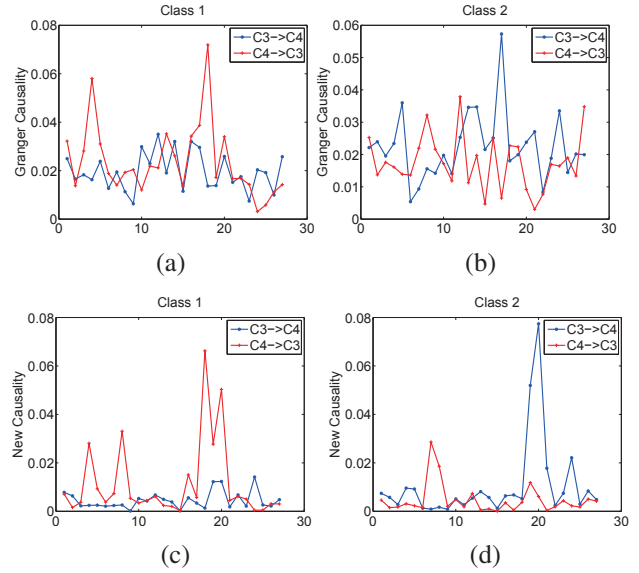 Class 1
Class 2
Granger Causality
0.08
0.06
0.04
0.02
0
0 10 20 30
C3->C4
C4->C3
Granger Causality
0.06
0.05
0.04
0.03
0.02
0.01
0
0 10 20 30
C3->C4
C4->C3
(a)
(b)
Class 1
Class 2
New Causality
0.08
0.06
0.04
0.02
0
0 10 20 30
C3->C4
C4->C3
New Causality
0.08
0.06
0.04
0.02
0
0 10 20 30
C3->C4
C4->C3
(c)
(d)